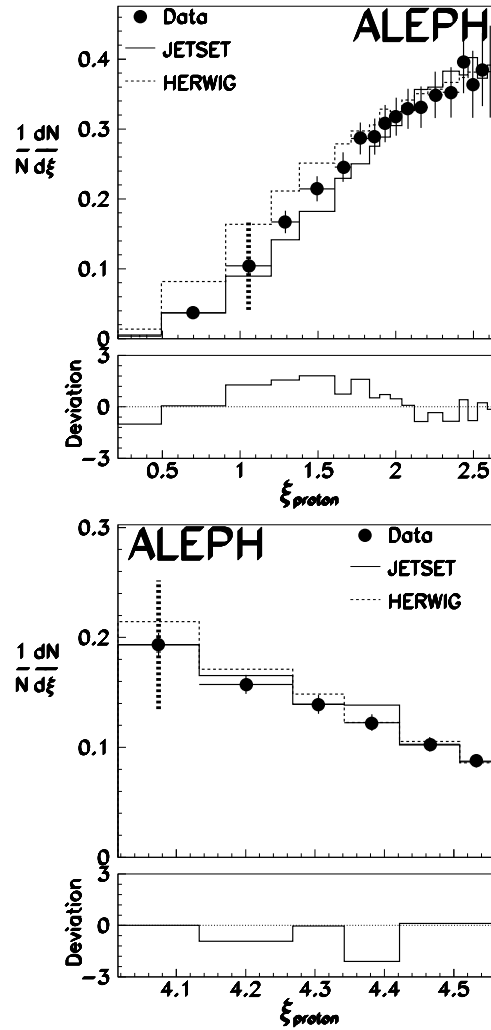 ALEPH
Data
JETSET
HERWIG
0.4
0.3
0.2
0.1
0
1 dN
N dξ
3
0
−3
Deviation
0.5 1 1.5 2 2.5
ξproton
0.3
ALEPH
Data
JETSET
HERWIG
0.2
0.1
0
1 dN
N dξ
3
0
−3
Deviation
4.1 4.2 4.3 4.4 4.5
ξproton